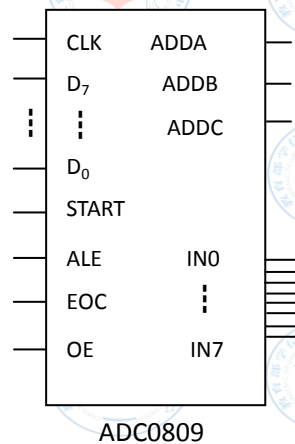 CLK ADDA
D₇ ADDB
ADDC
D₀
START
ALE IN0
EOC
OE IN7
ADC0809